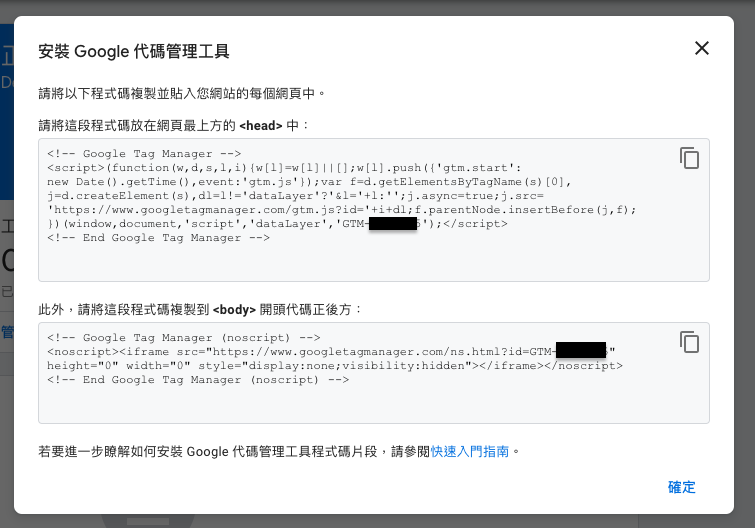 安裝 Google 代碼管理工具
請將以下程式碼複製並貼入您網站的每個網頁中。
請將這段程式碼放在網頁最上方的 <head> 中：
<!-- Google Tag Manager -->
<script>(function(w,d,s,l,i){w[l]=w[l]||[];w[l].push({'gtm.start':
new Date().getTime(),event:'gtm.js'});var f=d.getElementsByTagName(s)[0],
j=d.createElement(s),dl=l!='dataLayer'?'&l='+l:'';j.async=true;j.src=
'https://www.googletagmanager.com/gtm.js?id='+i+dl;f.parentNode.insertBefore(j,f);
})(window,document,'script','dataLayer','GTM-');</script>
<!-- End Google Tag Manager -->
此外，請將這段程式碼複製到 <body> 開頭代碼正後方：
<!-- Google Tag Manager (noscript) -->
<noscript><iframe src="https://www.googletagmanager.com/ns.html?id=GTM-"
height="0" width="0" style="display:none;visibility:hidden"></iframe></noscript>
<!-- End Google Tag Manager (noscript) -->
若要進一步瞭解如何安裝 Google 代碼管理工具程式碼片段，請參閱快速入門指南。
確定